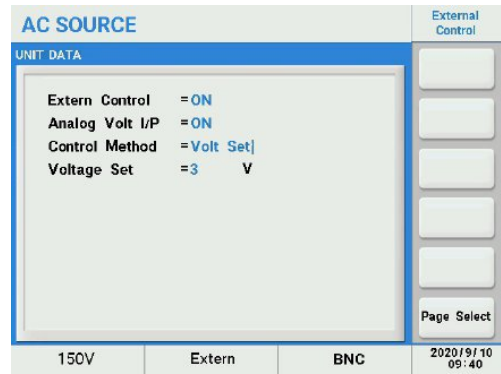 AC SOURCE
External
Control
UNIT DATA
Extern Control =ON
Analog Volt I/P =ON
Control Method =Volt Set
Voltage Set =3 V
Page Select
150V Extern BNC
2020/9/10
09:40